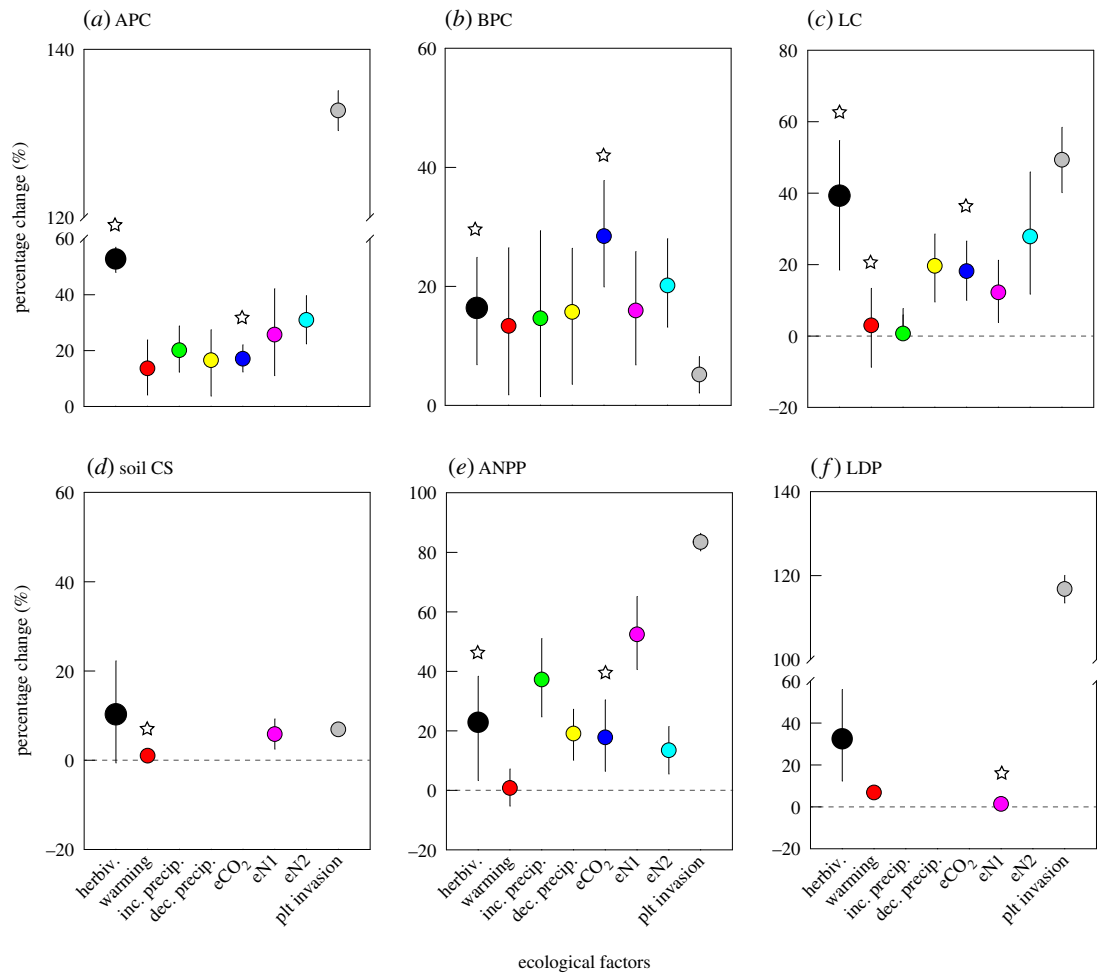 (a) APC
140
120
60
40
20
0
percentage change (%)
(b) BPC
60
40
20
0
(c) LC
80
60
40
20
0
–20
(d) soil CS
60
40
20
0
–20
percentage change (%)
herbiv.
warming
inc. precip.
dec. precip.
eCO2
eN1
eN2
plt invasion
(e) ANPP
100
80
60
40
20
0
–20
herbiv.
warming
inc. precip.
dec. precip.
eCO2
eN1
eN2
plt invasion
(f) LDP
140
120
100
60
40
20
0
–20
herbiv.
warming
inc. precip.
dec. precip.
eCO2
eN1
eN2
plt invasion
ecological factors